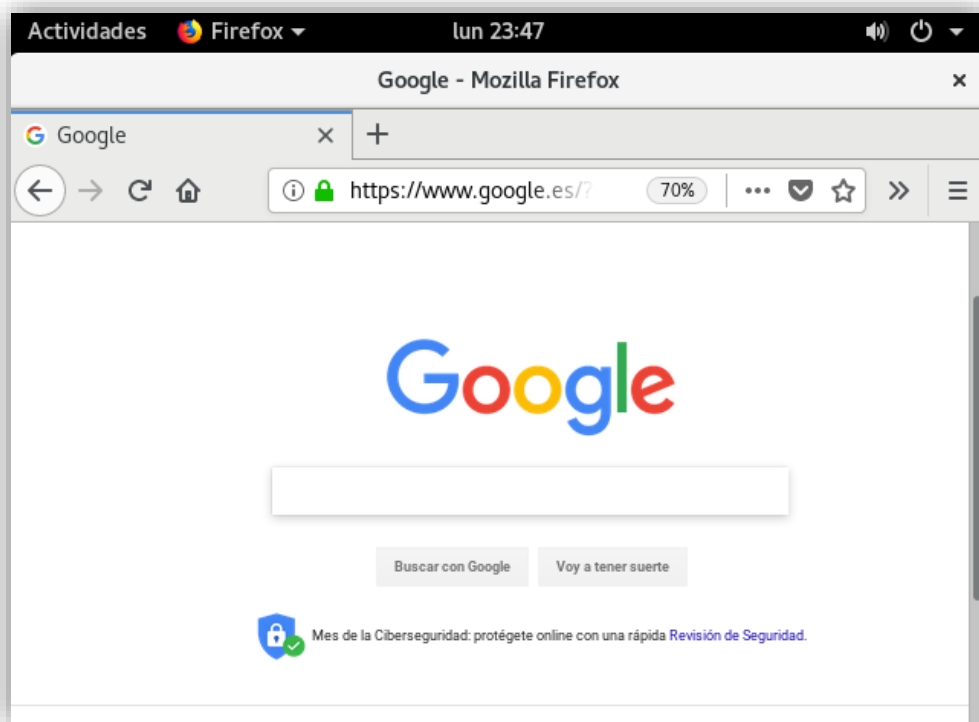 Actividades Firefox lun 23:47
Google - Mozilla Firefox
Google
https://www.google.es/? 70%
Google
Buscar con Google Voy a tener suerte
Mes de la Ciberseguridad: protégete online con una rápida Revisión de Seguridad.